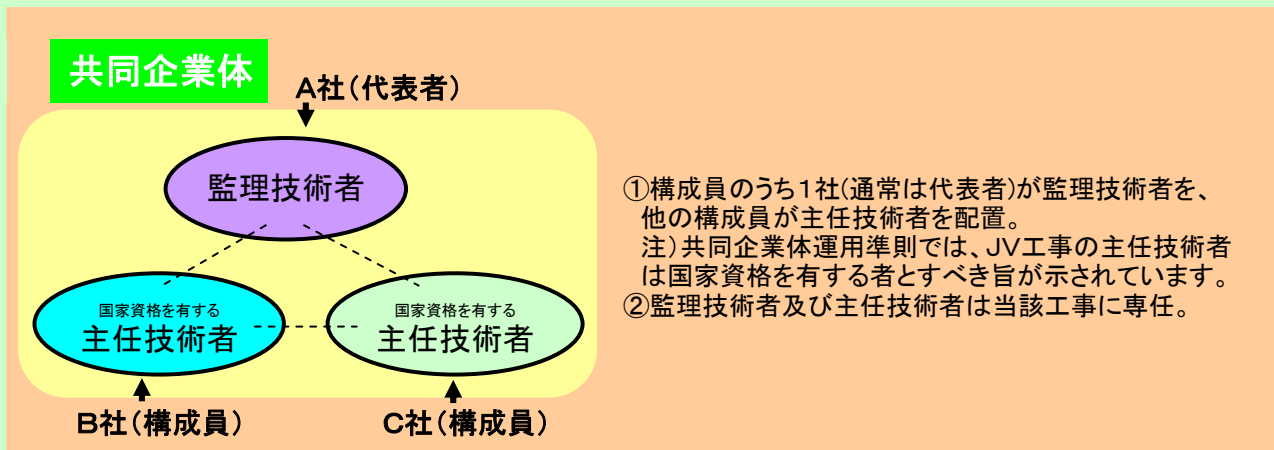 共同企業体
A社(代表者)
監理技術者
国家資格を有する
主任技術者
国家資格を有する
主任技術者
B社(構成員)
C社(構成員)
①構成員のうち1社(通常は代表者)が監理技術者を、
他の構成員が主任技術者を配置。
注)共同企業体運用準則では、JV工事の主任技術者
は国家資格を有する者とすべき旨が示されています。
②監理技術者及び主任技術者は当該工事に専任。